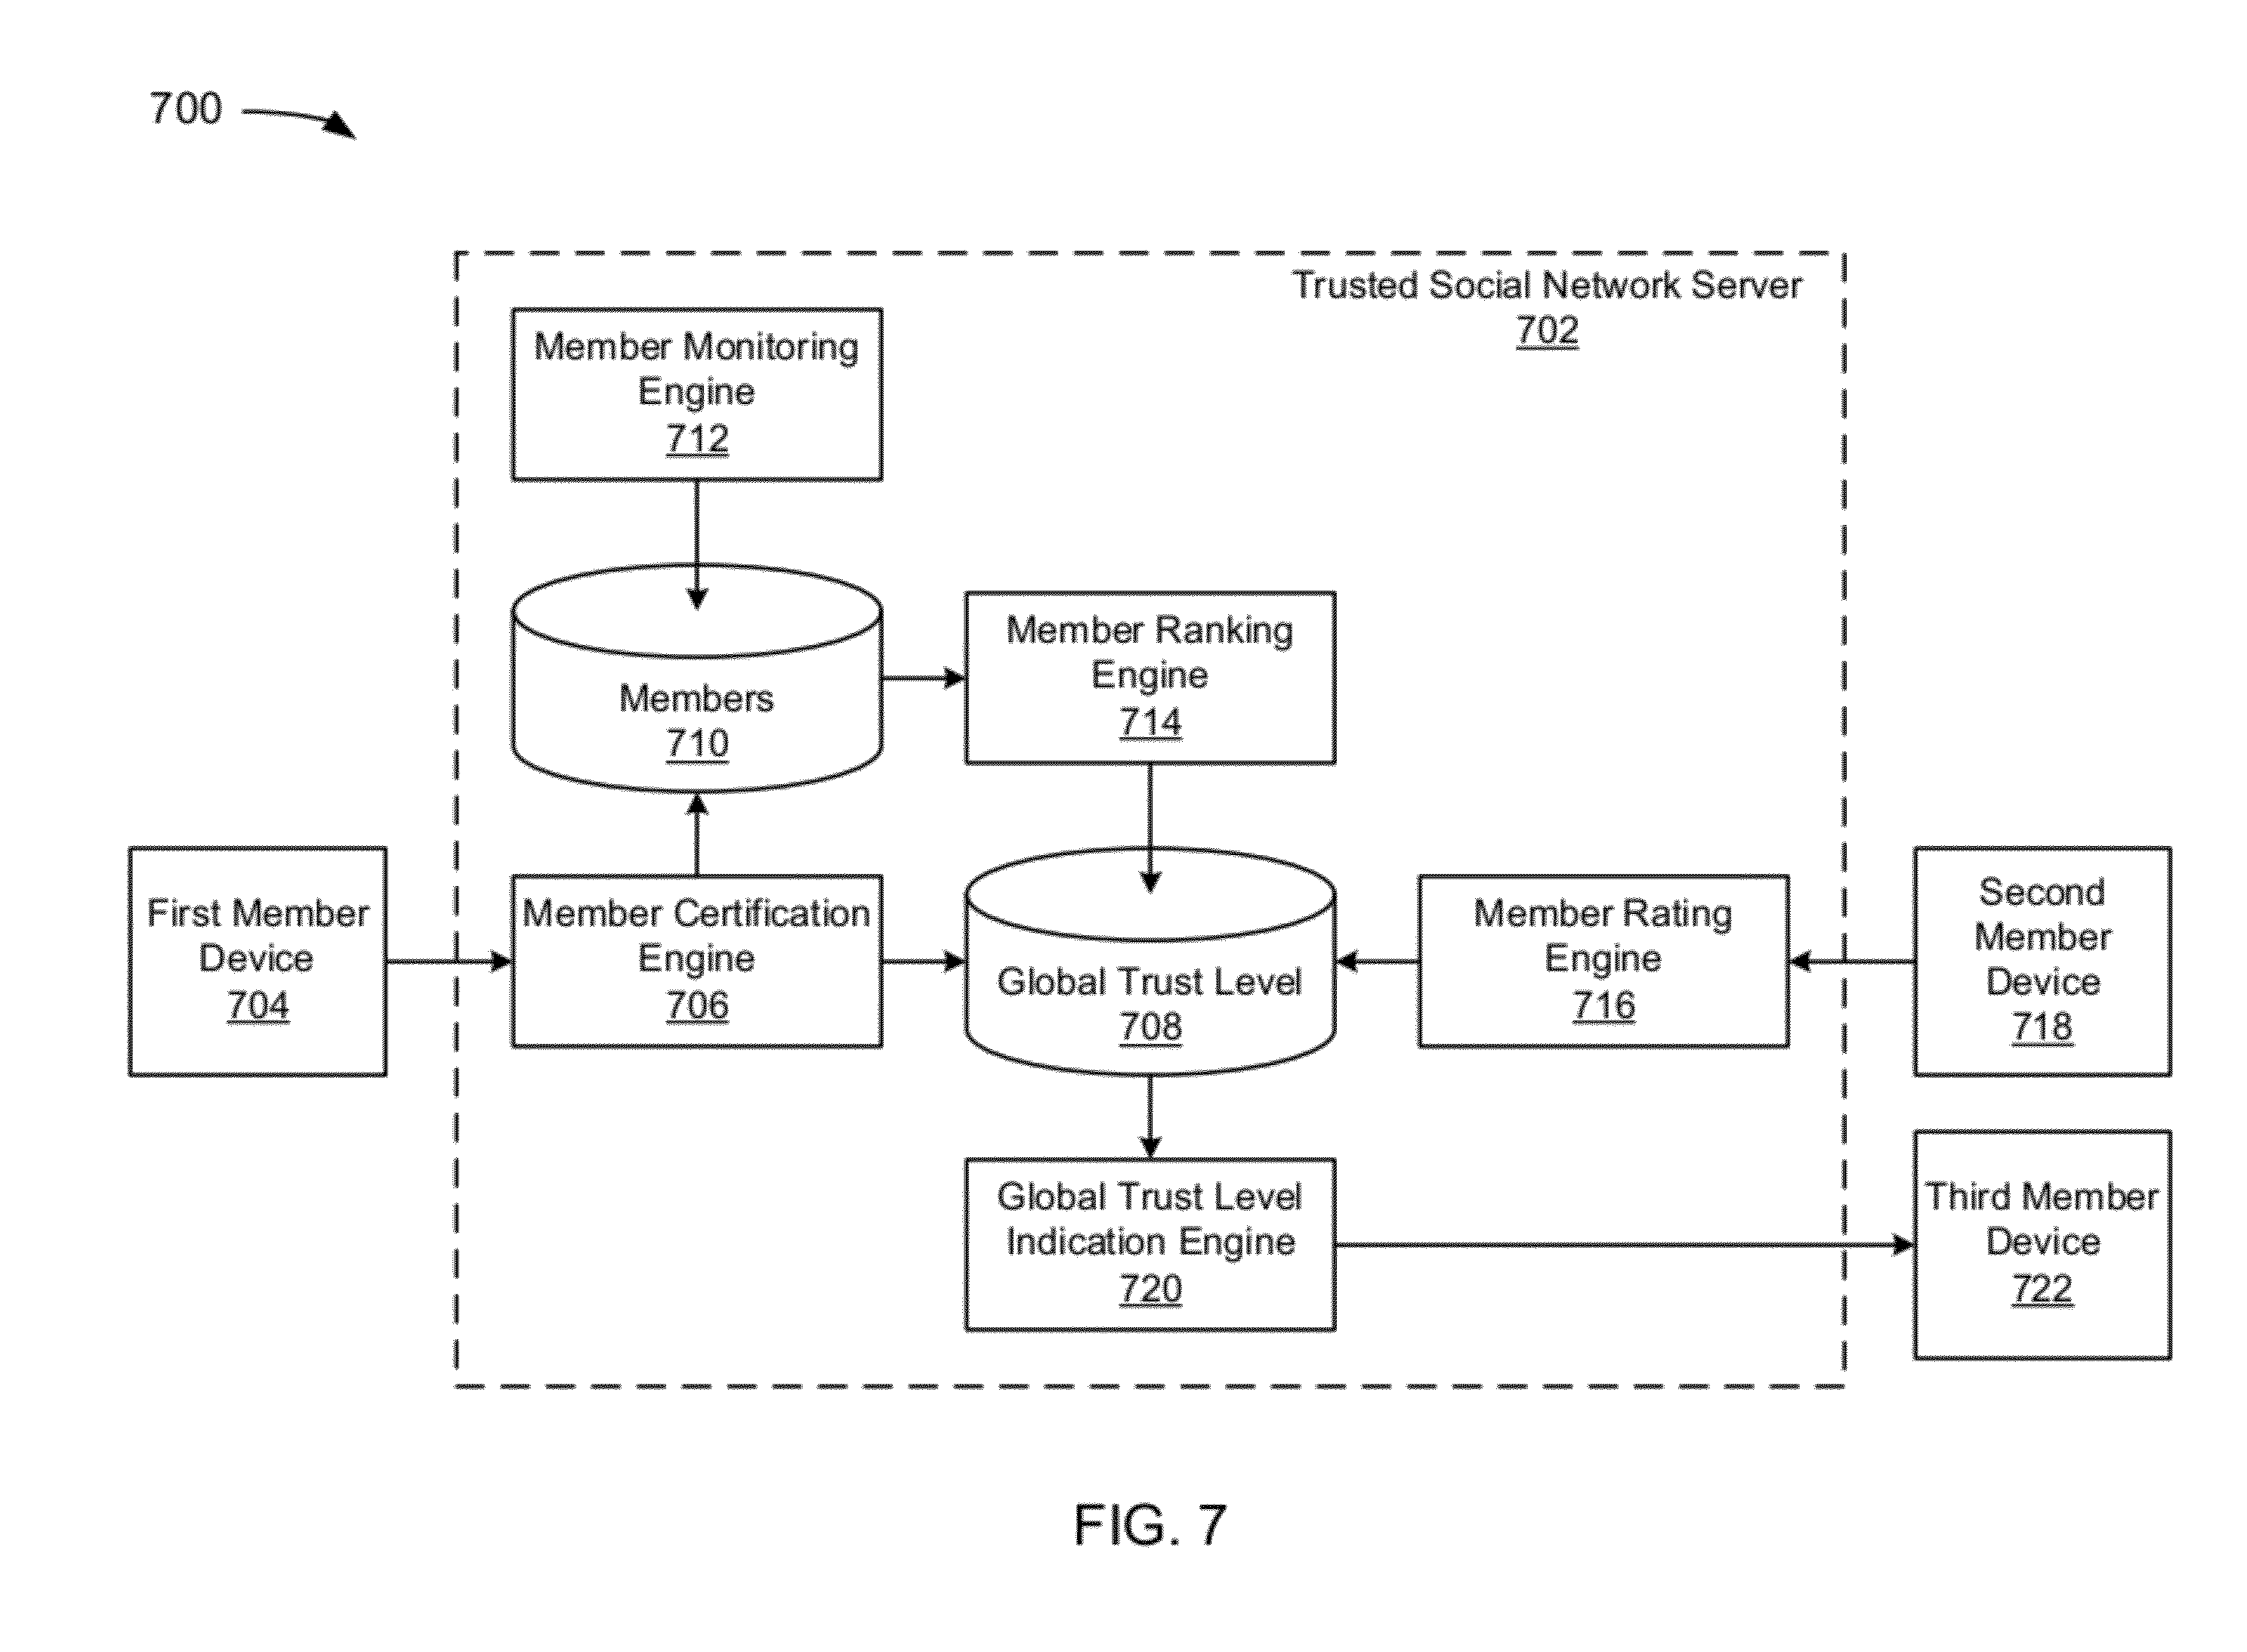 700
Trusted Social Network Server
702
Member Monitoring
Engine
712
Members
710
Member Ranking
Engine
714
First Member
Device
704
Member Certification
Engine
706
Global Trust Level
708
Member Rating
Engine
716
Second
Member
Device
718
Global Trust Level
Indication Engine
720
Third Member
Device
722
FIG. 7